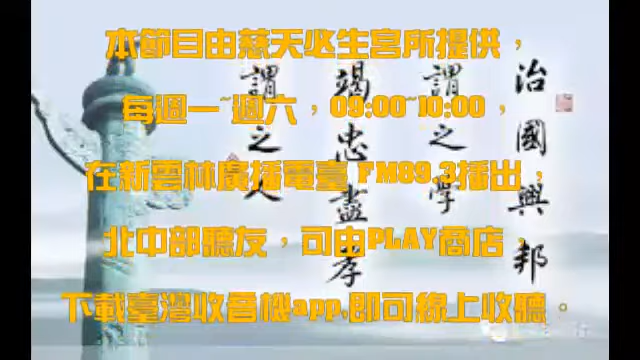 本節目由慈天必生宮所提供，
每週一~週六，09:00~10:00，
在新雲林廣播電臺 FM89.3播出，
北中部聽友，可由PLAY商店，
下載臺灣收音機app,即可線上收聽。
治國興邦
謂之學
竭忠盡孝
謂之人